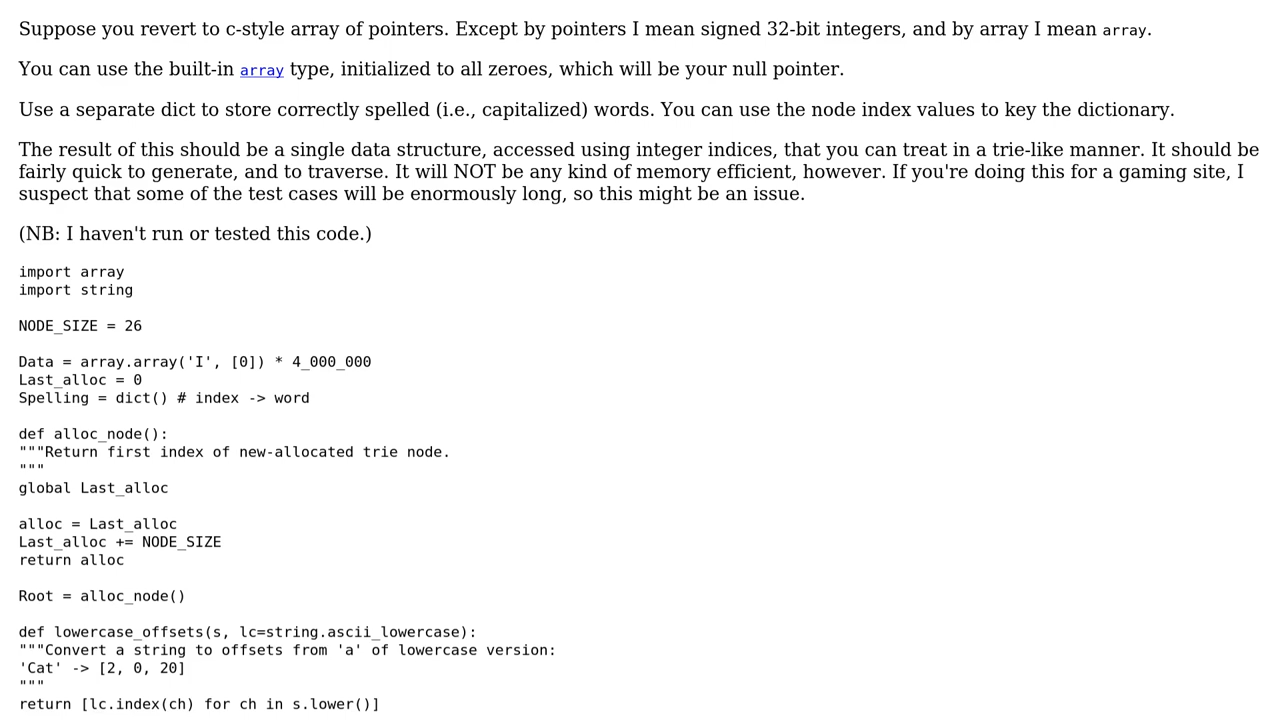 Suppose you revert to c-style array of pointers. Except by pointers I mean signed 32-bit integers, and by array I mean array.
You can use the built-in array type, initialized to all zeroes, which will be your null pointer.
Use a separate dict to store correctly spelled (i.e., capitalized) words. You can use the node index values to key the dictionary.
The result of this should be a single data structure, accessed using integer indices, that you can treat in a trie-like manner. It should be
fairly quick to generate, and to traverse. It will NOT be any kind of memory efficient, however. If you're doing this for a gaming site, I
suspect that some of the test cases will be enormously long, so this might be an issue.
(NB: I haven't run or tested this code.)
import array
import string
NODE_SIZE = 26
Data = array.array('I', [0]) * 4_000_000
Last_alloc = 0
Spelling = dict() # index -> word
def alloc_node():
"""Return first index of new-allocated trie node.
"""
global Last_alloc
alloc = Last_alloc
Last_alloc += NODE_SIZE
return alloc
Root = alloc_node()
def lowercase_offsets(s, lc=string.ascii_lowercase):
"""Convert a string to offsets from 'a' of lowercase version:
'Cat' -> [2, 0, 20]
"""
return [lc.index(ch) for ch in s.lower()]